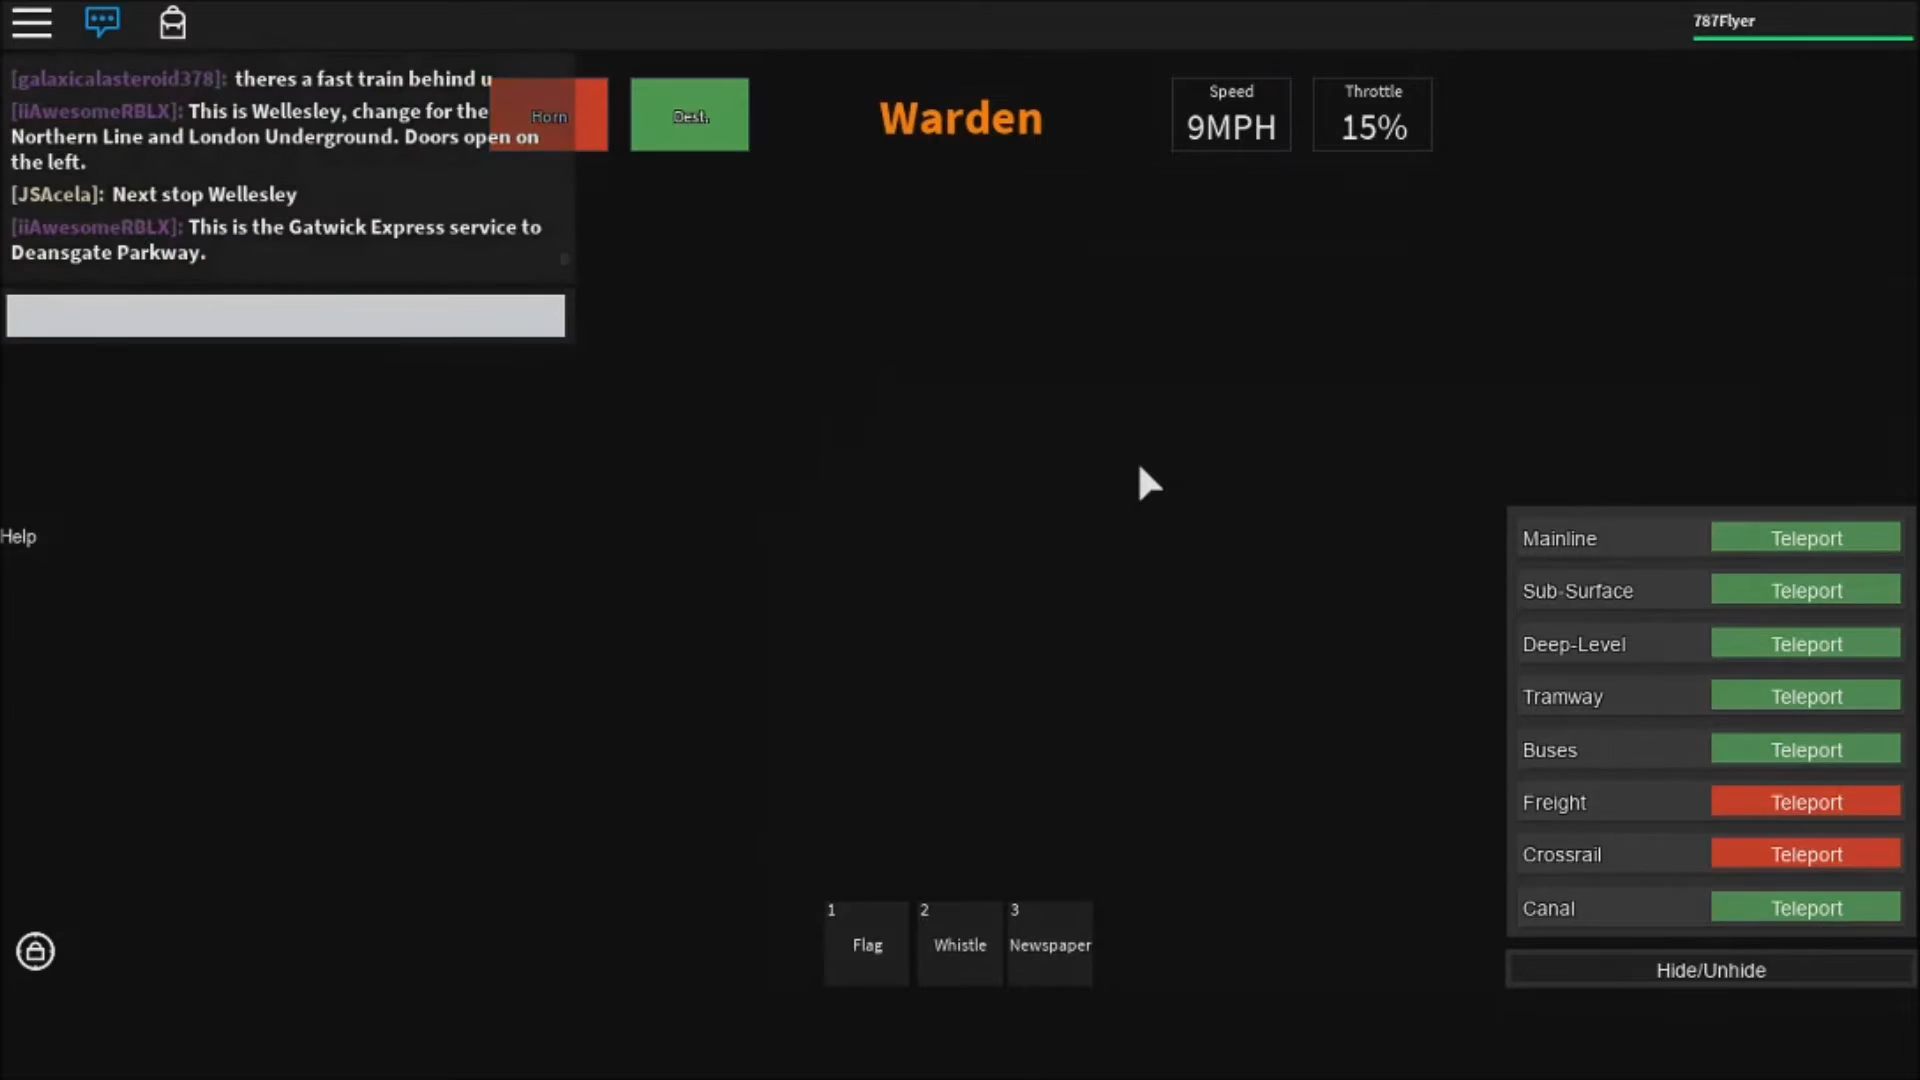 787Flyer
[galaxicalasteroid378]: theres a fast train behind u
[iiAwesomeRBLX]: This is Wellesley, change for the
Northern Line and London Underground. Doors open on
the left.
[JSAcela]: Next stop Wellesley
[iiAwesomeRBLX]: This is the Gatwick Express service to
Deansgate Parkway.
Horn
Dest.
Warden
Speed
9MPH
Throttle
15%
Help
Mainline Teleport
Sub-Surface Teleport
Deep-Level Teleport
Tramway Teleport
Buses Teleport
Freight Teleport
Crossrail Teleport
Canal Teleport
Hide/Unhide
1 Flag
2 Whistle
3 Newspaper